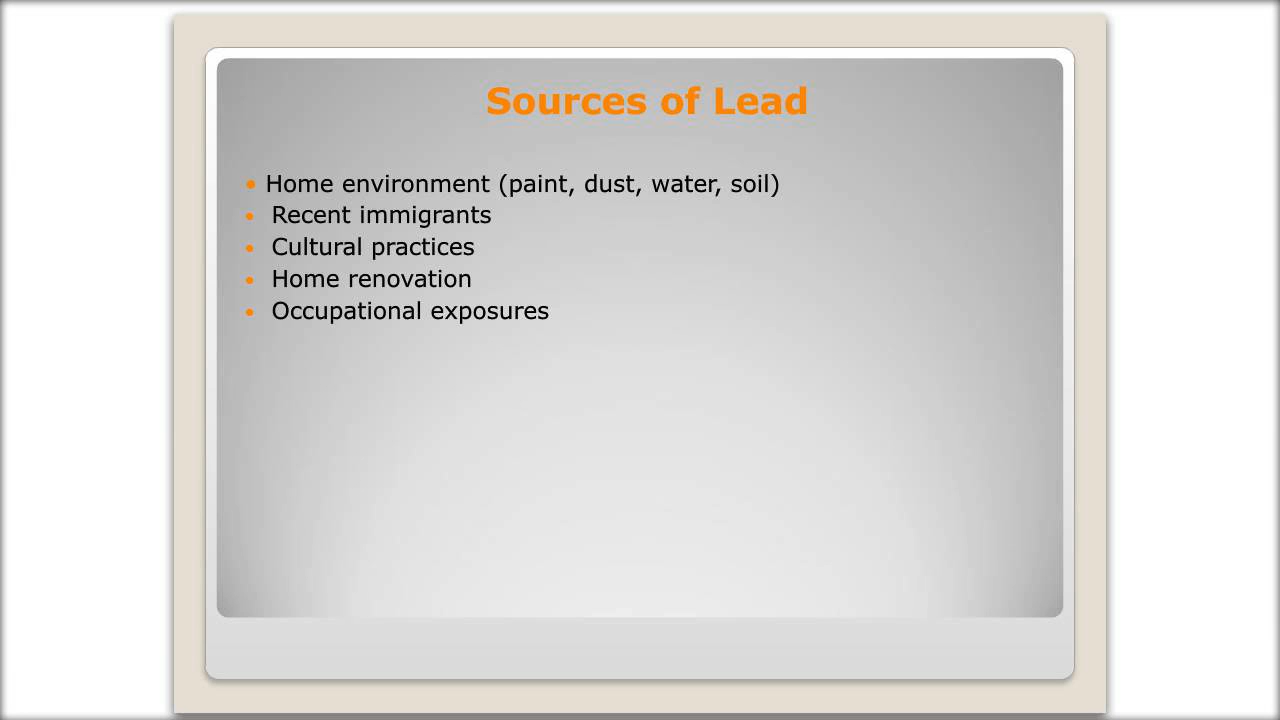 Sources of Lead
• Home environment (paint, dust, water, soil)
• Recent immigrants
• Cultural practices
• Home renovation
• Occupational exposures